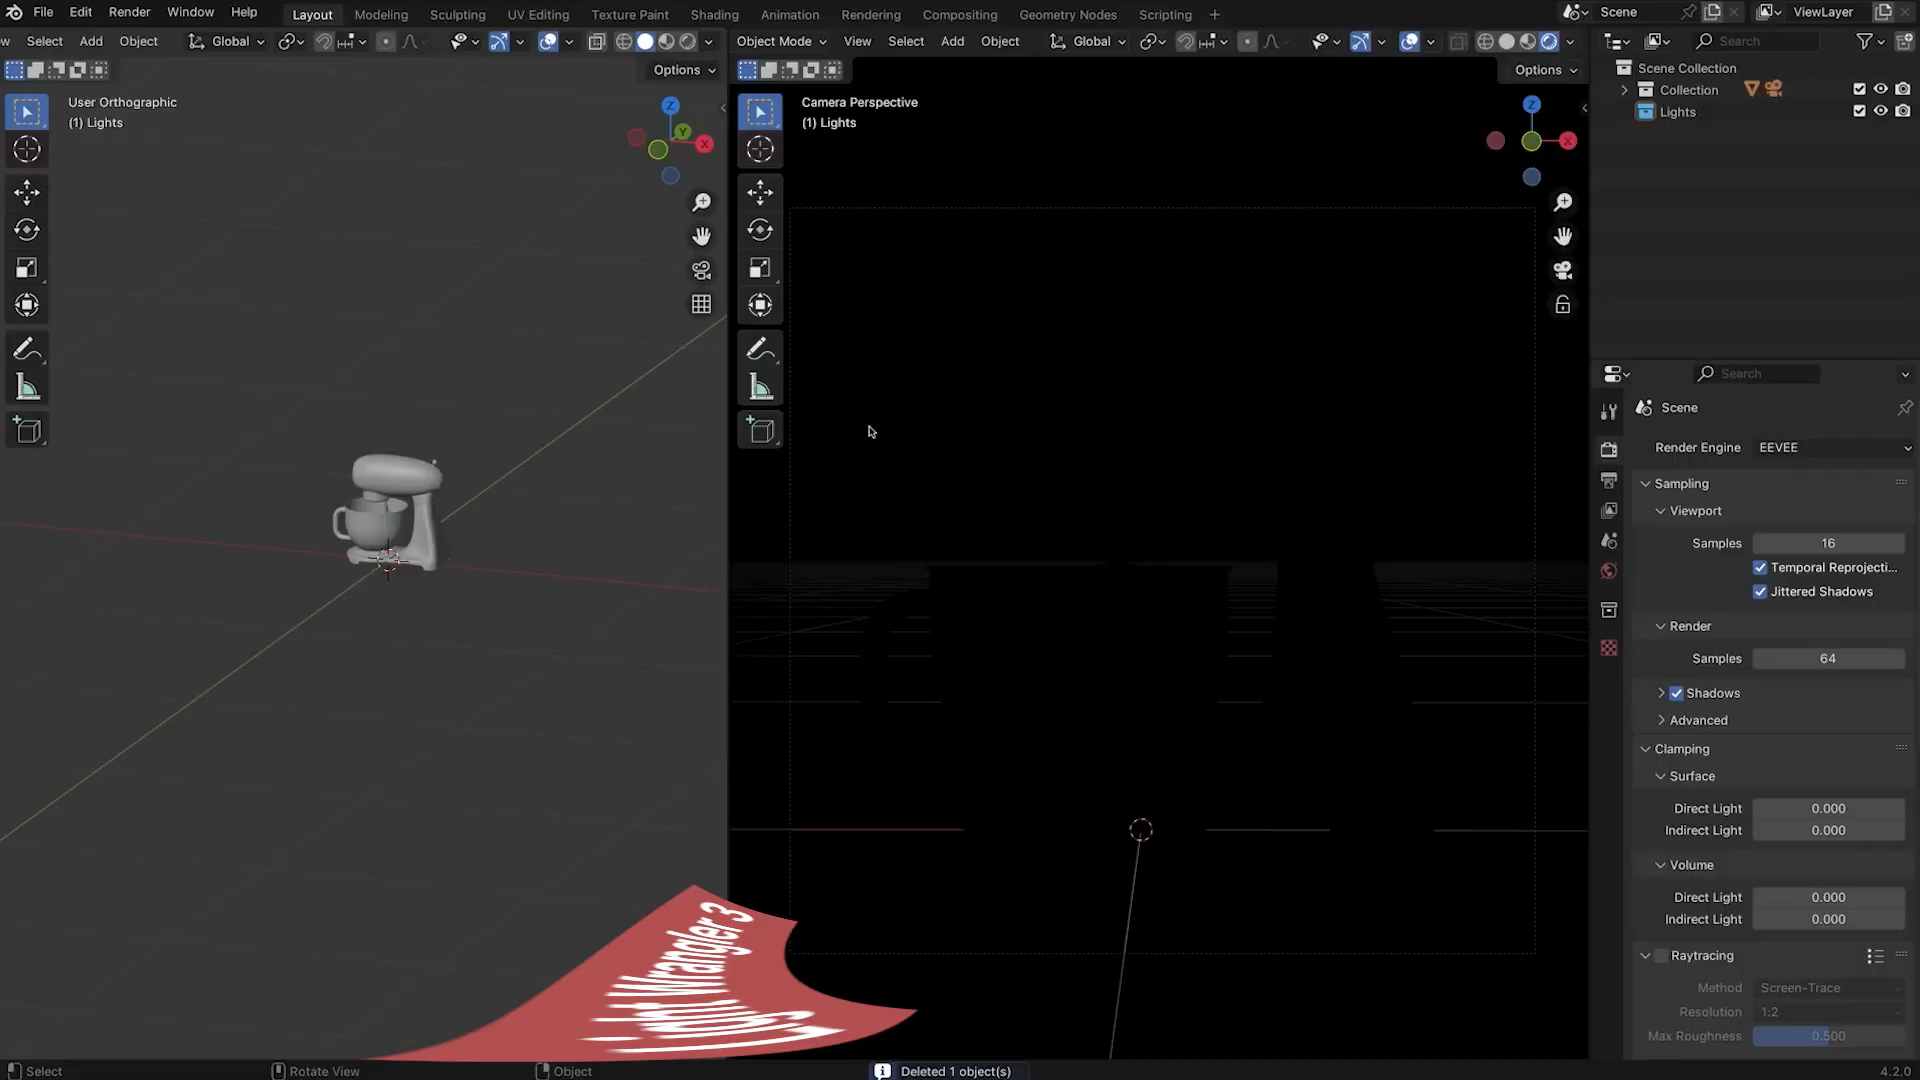 File Edit Render Window Help Layout Modeling Sculpting UV Editing Texture Paint Shading Animation Rendering Compositing Geometry Nodes Scripting + Scene ViewLayer
Select Add Object Global
Object Mode View Select Add Object Global
Search
Options
Options
Scene Collection
Collection
Lights
User Orthographic
(1) Lights
Z
Y
X
Camera Perspective
(1) Lights
Z
X
Search
Scene
Render Engine EEVEE
Sampling
Viewport
Samples 16
Temporal Reprojecti...
Jittered Shadows
Render
Samples 64
Shadows
Advanced
Clamping
Surface
Direct Light 0.000
Indirect Light 0.000
Volume
Direct Light 0.000
Indirect Light 0.000
Raytracing
Method Screen-Trace
Resolution 1:2
Max Roughness 0.500
Wrangler 3
Select
Rotate View
Object
Deleted 1 object(s)
4.2.0